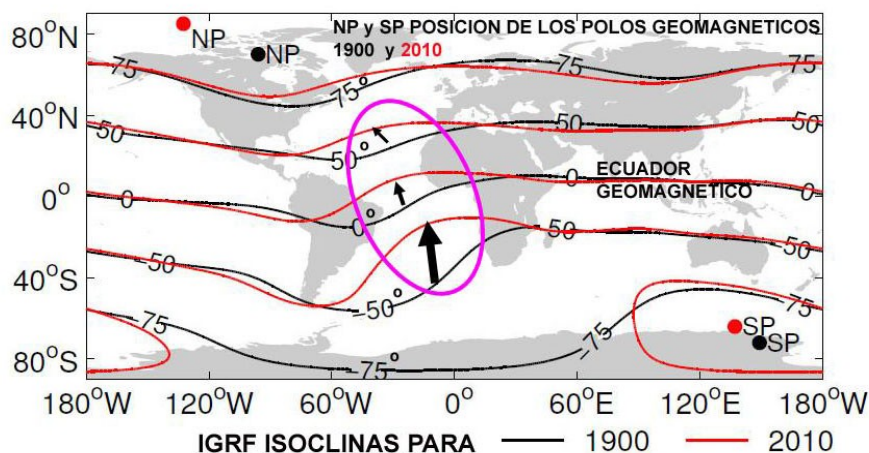 NP y SP POSICION DE LOS POLOS GEOMAGNETICOS
1900 y 2010
80°N
NP
NP
-75
-75°
75
75
40°N
-50
50°
50
50
ECUADOR
GEOMAGNETICO
0°
0
0°
0
0
-50
-50°
50
-50
40°S
-75
-75°
-75
-75
SP
SP
80°S
180°W
120°W
60°W
0°
60°E
120°E
180°W
IGRF ISOCLINAS PARA
1900
2010